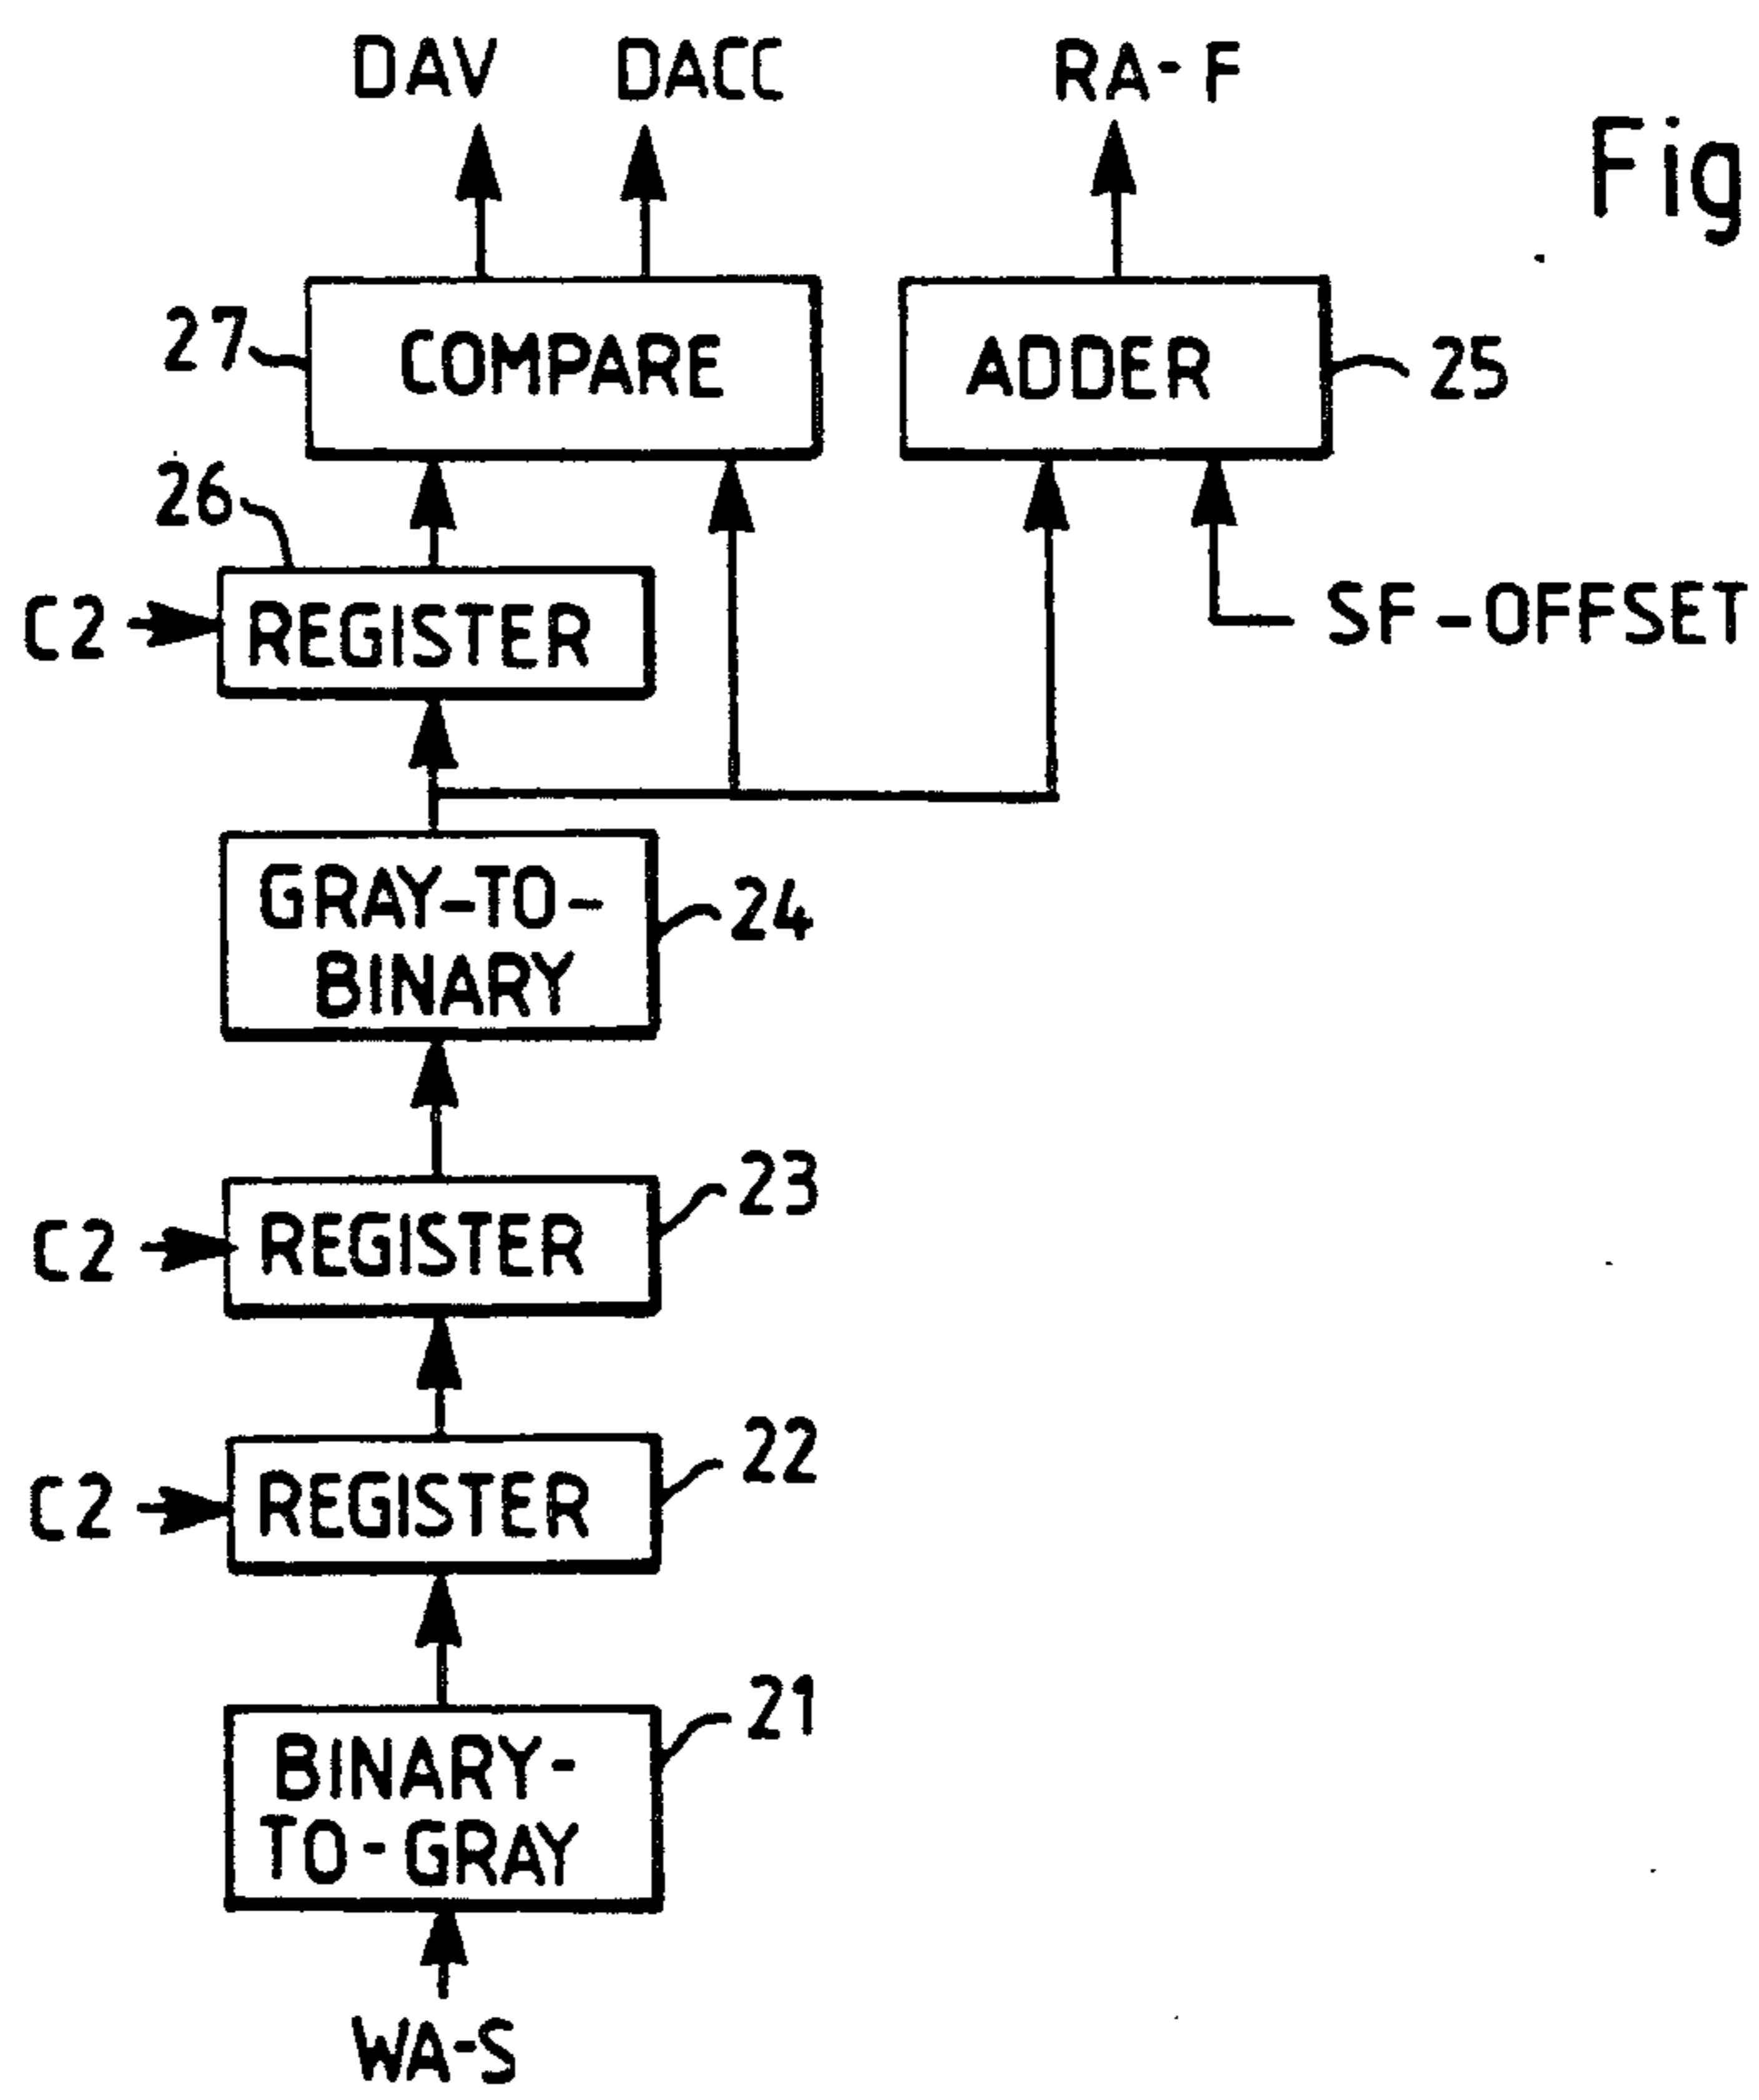 DAV DACC RA-F
Fig
27 COMPARE ADDER 25
26
C2 REGISTER SF-OFFSET
GRAY-TO-
BINARY
24
C2 REGISTER 23
C2 REGISTER 22
BINARY-
TO-GRAY
21
WA-S